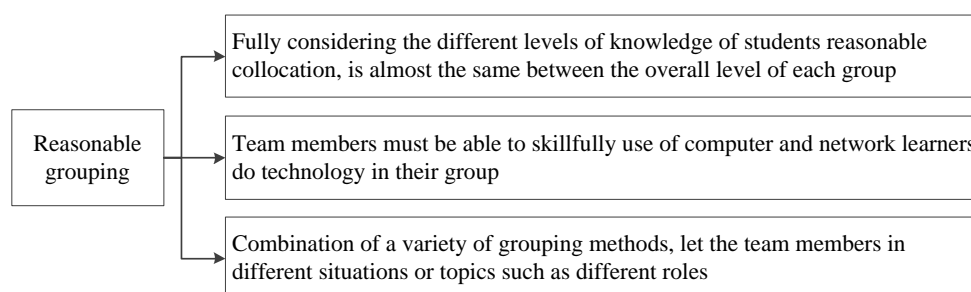 Fully considering the different levels of knowledge of students reasonable
collocation, is almost the same between the overall level of each group
Reasonable
grouping
Team members must be able to skillfully use of computer and network learners
do technology in their group
Combination of a variety of grouping methods, let the team members in
different situations or topics such as different roles